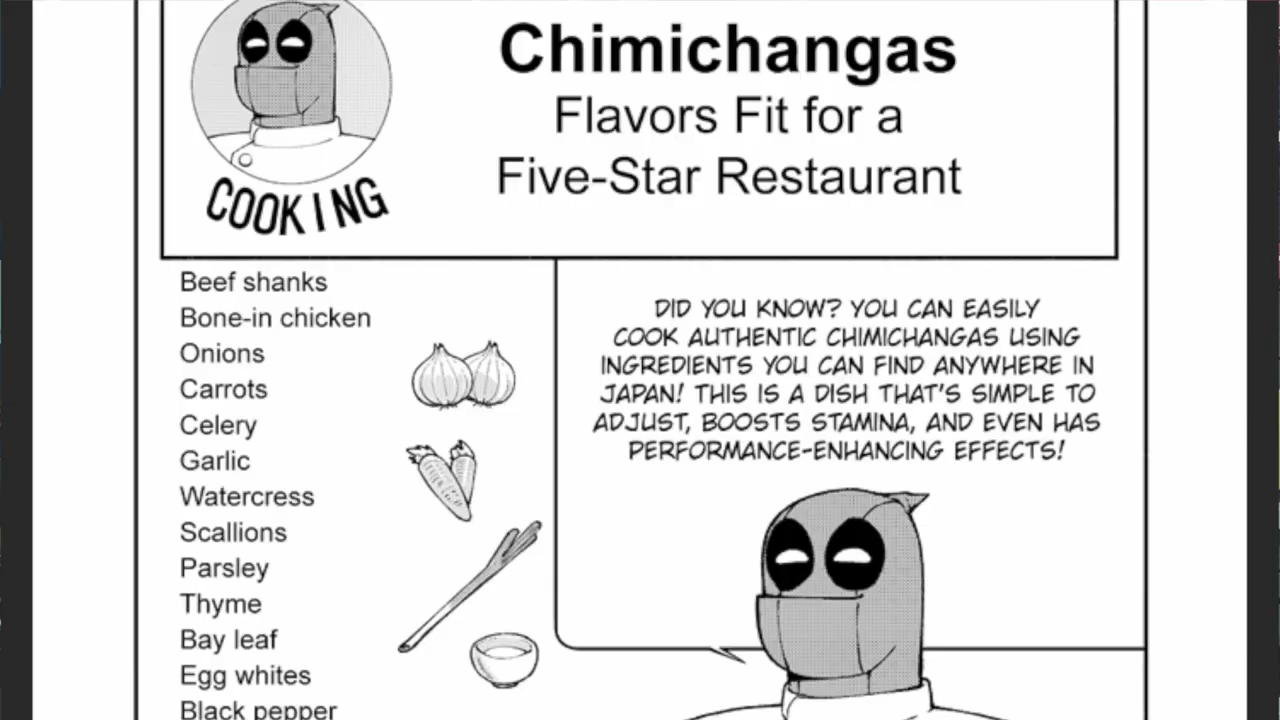 Chimichangas
Flavors Fit for a
Five-Star Restaurant
COOKING
Beef shanks
Bone-in chicken
Onions
Carrots
Celery
Garlic
Watercress
Scallions
Parsley
Thyme
Bay leaf
Egg whites
Black pepper
DID YOU KNOW? YOU CAN EASILY
COOK AUTHENTIC CHIMICHANGAS USING
INGREDIENTS YOU CAN FIND ANYWHERE IN
JAPAN! THIS IS A DISH THAT'S SIMPLE TO
ADJUST, BOOSTS STAMINA, AND EVEN HAS
PERFORMANCE-ENHANCING EFFECTS!